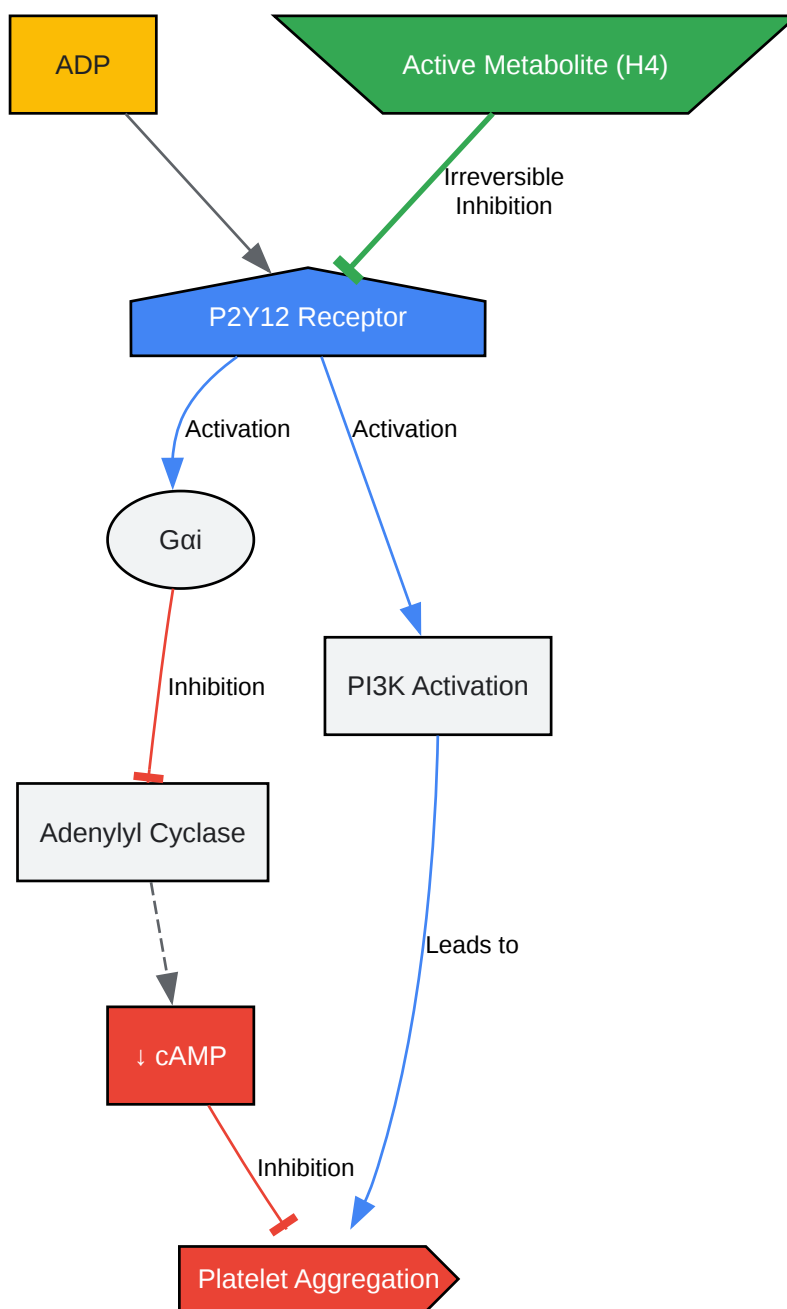 ADP
Active Metabolite (H4)
Irreversible
Inhibition
P2Y12 Receptor
Activation
Activation
Gαi
Inhibition
PI3K Activation
Adenylyl Cyclase
Leads to
↓ cAMP
Inhibition
Platelet Aggregation